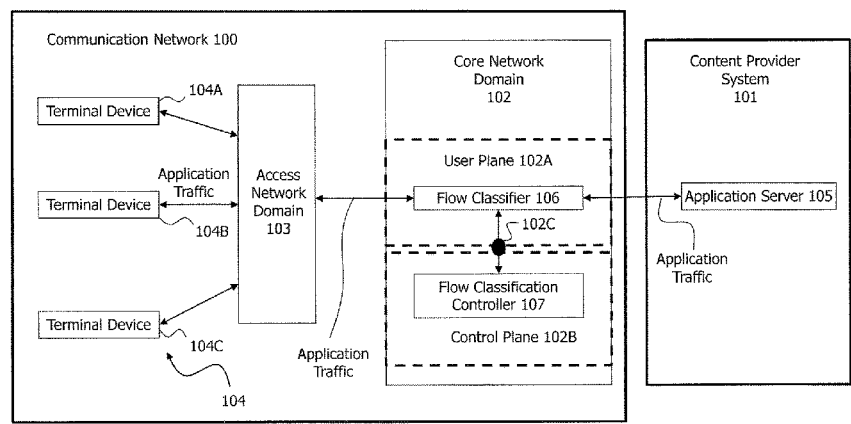 Communication Network 100
104A
Terminal Device
Application
Traffic
Terminal Device
104B
Terminal Device
104C
104
Access
Network
Domain
103
Application
Traffic
Core Network
Domain
102
User Plane 102A
Flow Classifier 106
102C
Flow Classification
Controller 107
Control Plane 102B
Content Provider
System
101
Application Server 105
Application
Traffic